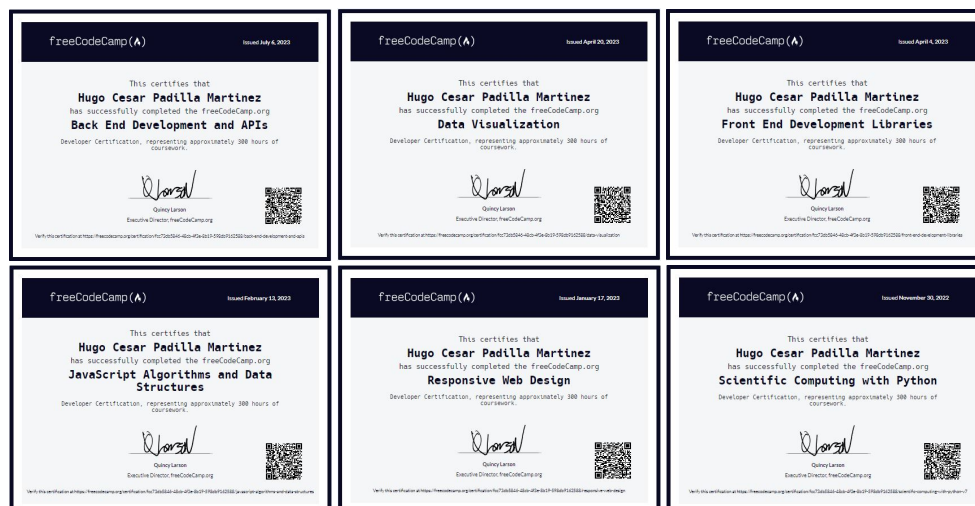 freeCodeCamp(🔥)
Issued July 6, 2023
This certifies that
Hugo Cesar Padilla Martinez
has successfully completed the freeCodeCamp.org
Back End Development and APIs
Developer Certification, representing approximately 300 hours of
coursework.
Quincy Larson
Executive Director, freeCodeCamp.org
freeCodeCamp(🔥)
Issued April 20, 2023
This certifies that
Hugo Cesar Padilla Martinez
has successfully completed the freeCodeCamp.org
Data Visualization
Developer Certification, representing approximately 300 hours of
coursework.
Quincy Larson
Executive Director, freeCodeCamp.org
freeCodeCamp(🔥)
Issued April 4, 2023
This certifies that
Hugo Cesar Padilla Martinez
has successfully completed the freeCodeCamp.org
Front End Development Libraries
Developer Certification, representing approximately 300 hours of
coursework.
Quincy Larson
Executive Director, freeCodeCamp.org
freeCodeCamp(🔥)
Issued February 13, 2023
This certifies that
Hugo Cesar Padilla Martinez
has successfully completed the freeCodeCamp.org
JavaScript Algorithms and Data
Structures
Developer Certification, representing approximately 300 hours of
coursework.
Quincy Larson
Executive Director, freeCodeCamp.org
freeCodeCamp(🔥)
Issued January 17, 2023
This certifies that
Hugo Cesar Padilla Martinez
has successfully completed the freeCodeCamp.org
Responsive Web Design
Developer Certification, representing approximately 300 hours of
coursework.
Quincy Larson
Executive Director, freeCodeCamp.org
freeCodeCamp(🔥)
Issued November 30, 2022
This certifies that
Hugo Cesar Padilla Martinez
has successfully completed the freeCodeCamp.org
Scientific Computing with Python
Developer Certification, representing approximately 300 hours of
coursework.
Quincy Larson
Executive Director, freeCodeCamp.org